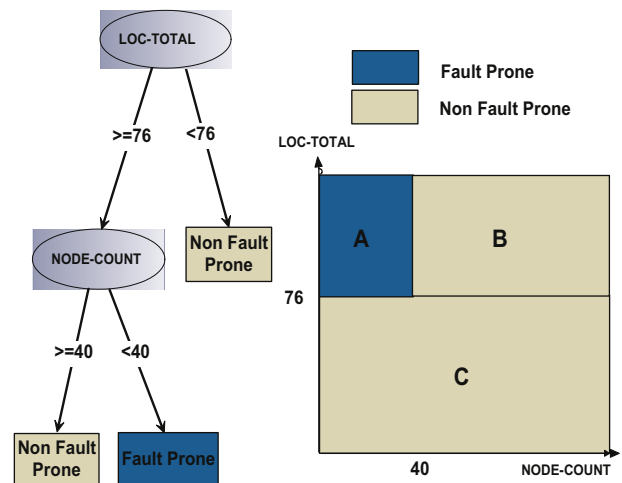 LOC-TOTAL
>=76
<76
NODE-COUNT
Non Fault
Prone
>=40
<40
Non Fault
Prone
Fault Prone
Fault Prone
Non Fault Prone
LOC-TOTAL
A
B
76
C
40
NODE-COUNT